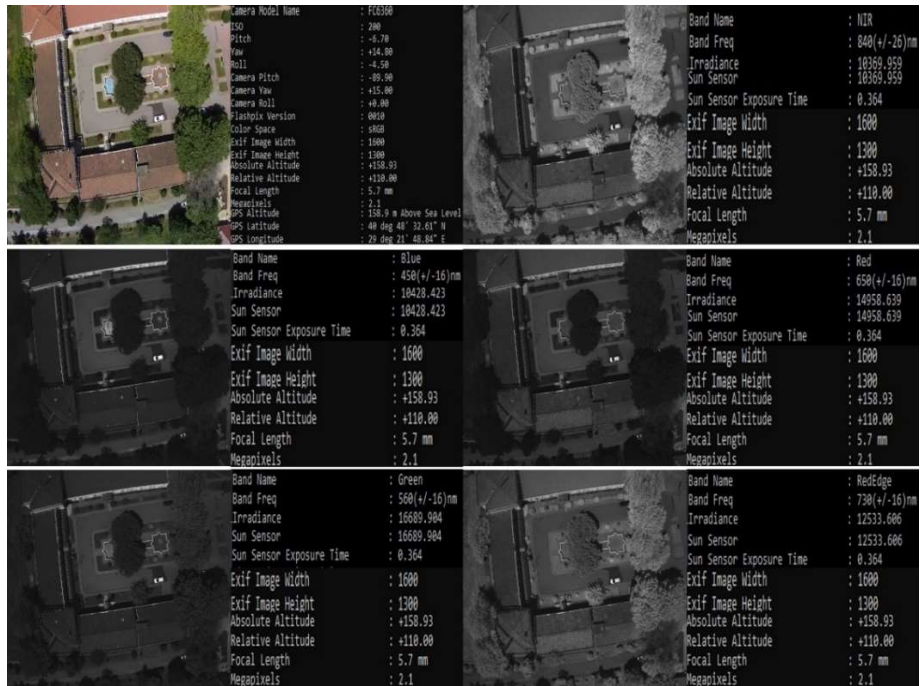 Camera Model Name : FC6360
ISO : 200
Pitch : -6.70
Yaw : +14.80
Roll : -4.50
Camera Pitch : -89.90
Camera Yaw : +15.00
Camera Roll : +0.00
Flashpix Version : 0010
Color Space : sRGB
Exif Image Width : 1600
Exif Image Height : 1300
Absolute Altitude : +158.93
Relative Altitude : +110.00
Focal Length : 5.7 mm
Megapixels : 2.1
GPS Altitude : 158.9 m Above Sea Level
GPS Latitude : 40 deg 48' 32.61" N
GPS Longitude : 29 deg 21' 48.84" E
Band Name : NIR
Band Freq : 840(+/-26)nm
Irradiance : 10369.959
Sun Sensor : 10369.959
Sun Sensor Exposure Time : 0.364
Exif Image Width : 1600
Exif Image Height : 1300
Absolute Altitude : +158.93
Relative Altitude : +110.00
Focal Length : 5.7 mm
Megapixels : 2.1
Band Name : Blue
Band Freq : 450(+/-16)nm
Irradiance : 10428.423
Sun Sensor : 10428.423
Sun Sensor Exposure Time : 0.364
Exif Image Width : 1600
Exif Image Height : 1300
Absolute Altitude : +158.93
Relative Altitude : +110.00
Focal Length : 5.7 mm
Megapixels : 2.1
Band Name : Red
Band Freq : 650(+/-16)nm
Irradiance : 14958.639
Sun Sensor : 14958.639
Sun Sensor Exposure Time : 0.364
Exif Image Width : 1600
Exif Image Height : 1300
Absolute Altitude : +158.93
Relative Altitude : +110.00
Focal Length : 5.7 mm
Megapixels : 2.1
Band Name : Green
Band Freq : 560(+/-16)nm
Irradiance : 16689.904
Sun Sensor : 16689.904
Sun Sensor Exposure Time : 0.364
Exif Image Width : 1600
Exif Image Height : 1300
Absolute Altitude : +158.93
Relative Altitude : +110.00
Focal Length : 5.7 mm
Megapixels : 2.1
Band Name : RedEdge
Band Freq : 730(+/-16)nm
Irradiance : 12533.606
Sun Sensor : 12533.606
Sun Sensor Exposure Time : 0.364
Exif Image Width : 1600
Exif Image Height : 1300
Absolute Altitude : +158.93
Relative Altitude : +110.00
Focal Length : 5.7 mm
Megapixels : 2.1